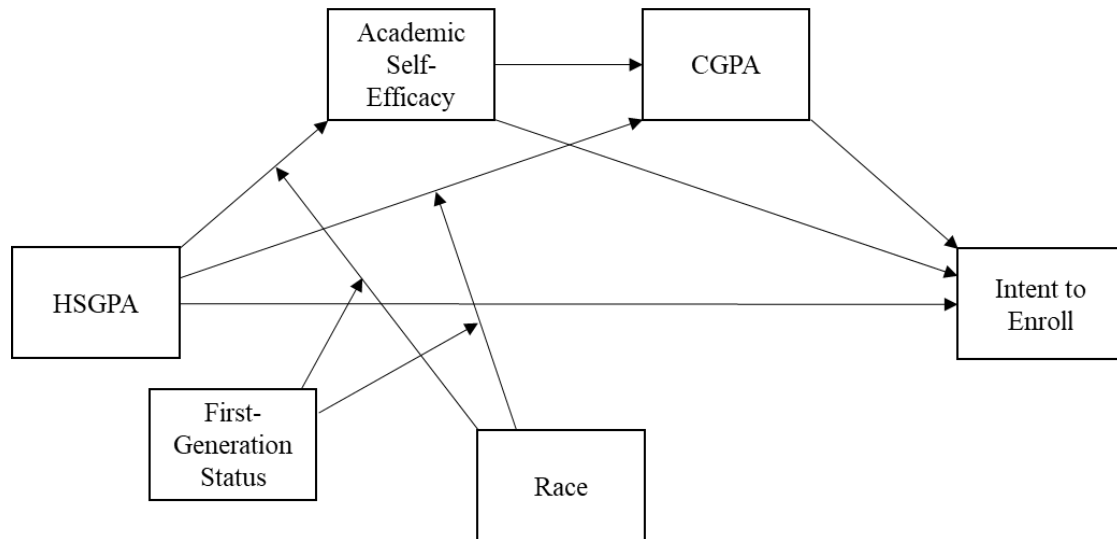 Academic
Self-
Efficacy
CGPA
HSGPA
Intent to
Enroll
First-
Generation
Status
Race